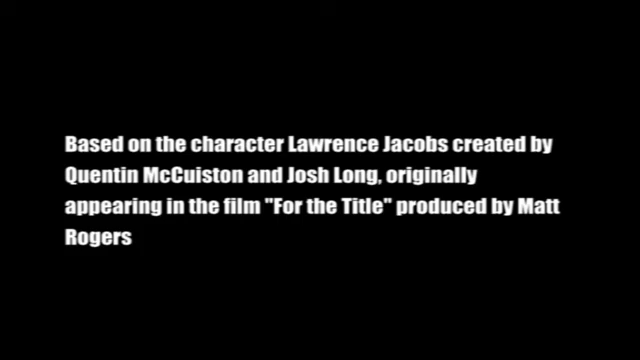 Based on the character Lawrence Jacobs created by
Quentin McCuiston and Josh Long, originally
appearing in the film "For the Title" produced by Matt
Rogers